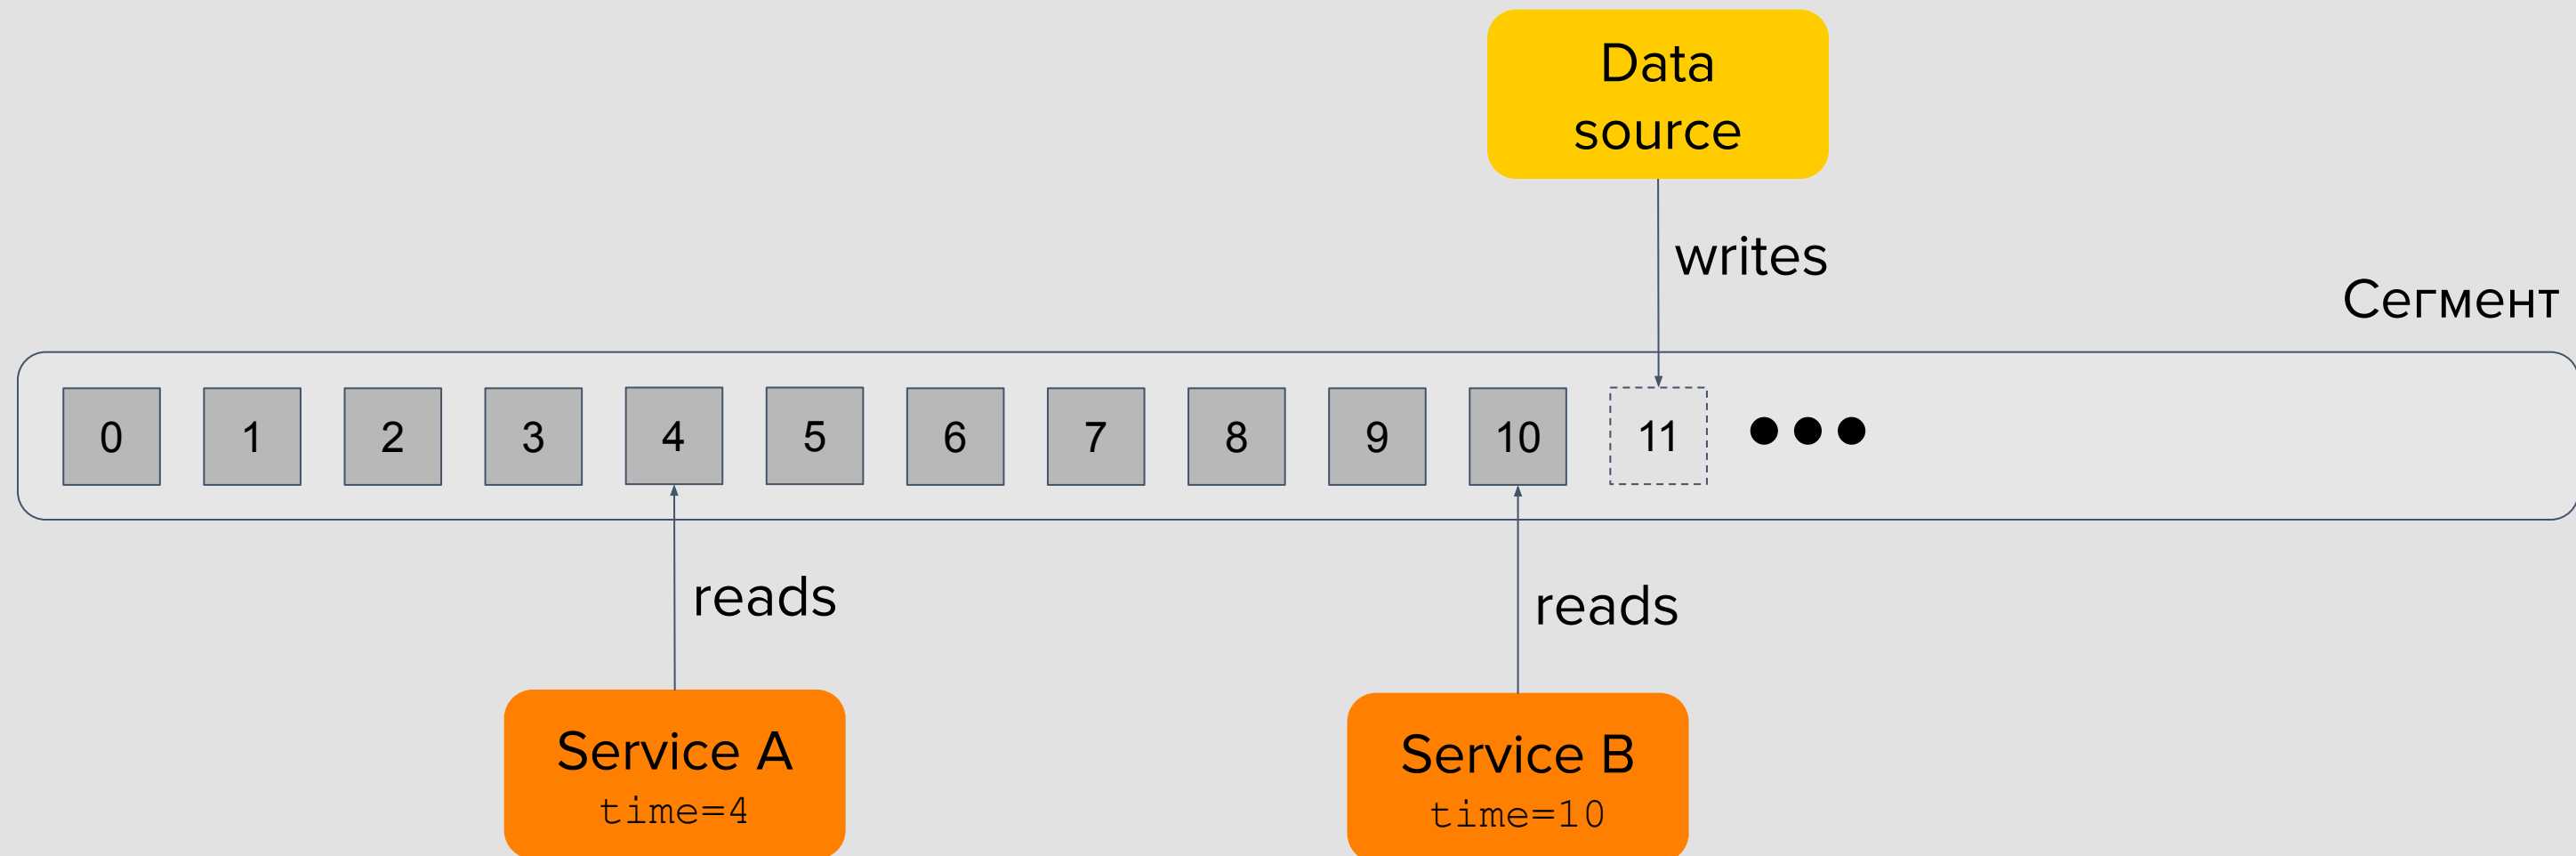 Data
source
writes
Сегмент
0 1 2 3 4 5 6 7 8 9 10 11
reads
reads
Service A
time=4
Service B
time=10